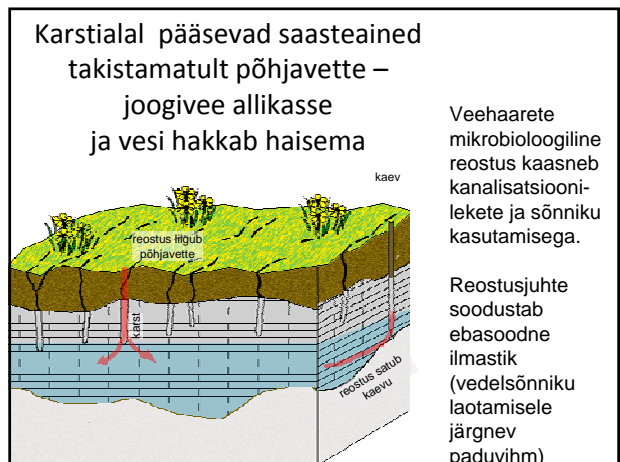 Karstialal pääsevad saasteained
takistamatult põhjavette –
joogivee allikasse
ja vesi hakkab haisema
kaev
reostus liigub
põhjavette
karst
reostus satub
kaevu
Veehaarete
mikrobioloogiline
reostus kaasneb
kanalisatsiooni-
lekete ja sõnniku
kasutamisega.
Reostusjuhte
soodustab
ebasoodne
ilmastik
(vedelsõnniku
laotamisele
järgnev
paduvihm)